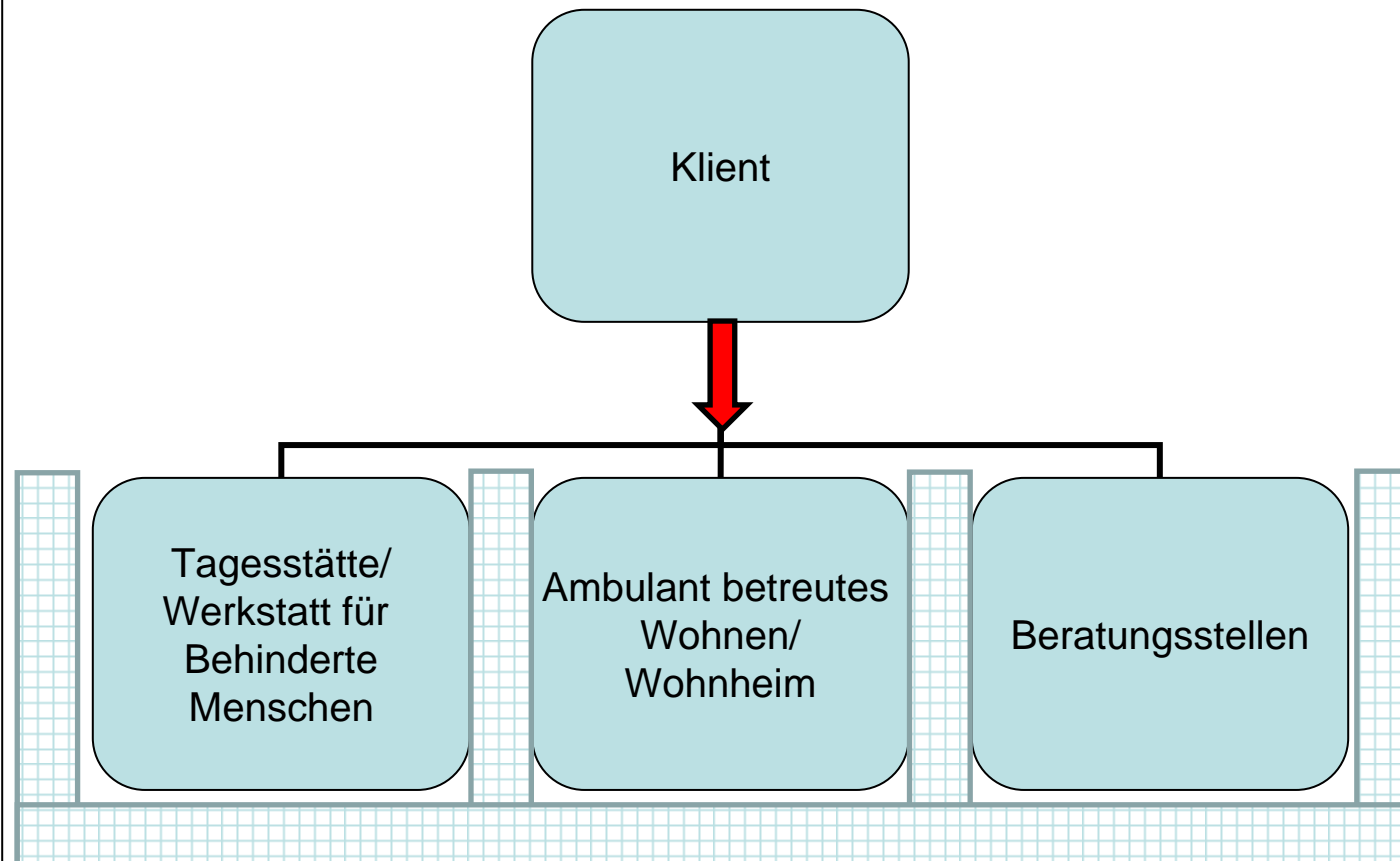 Klient
Tagesstätte/
Werkstatt für
Behinderte
Menschen
Ambulant betreutes
Wohnen/
Wohnheim
Beratungsstellen